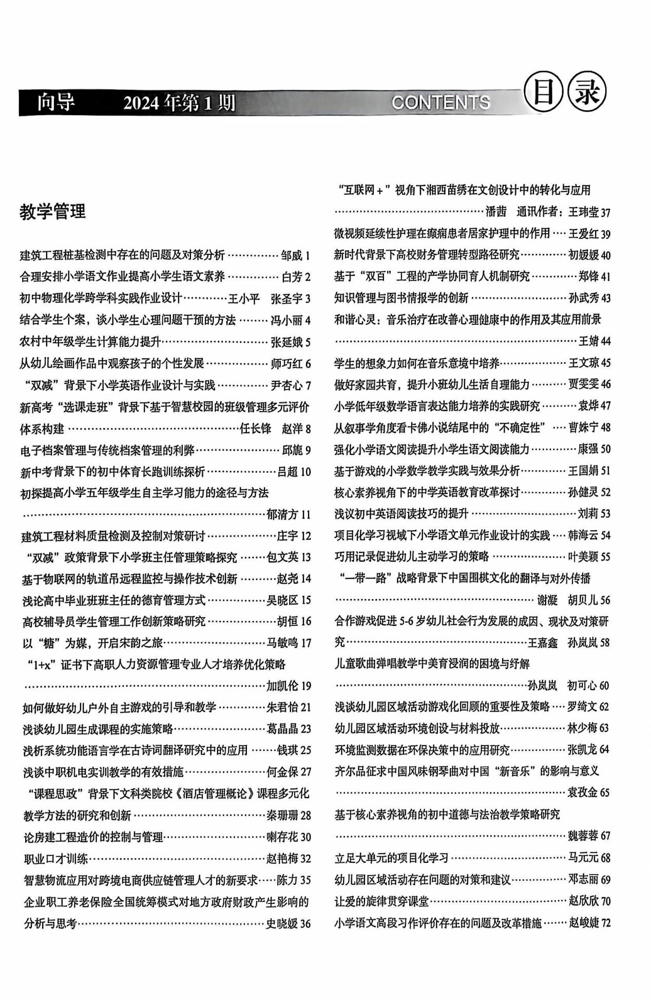 向导 2024年第1期 CONTENTS 目录
教学管理
建筑工程桩基检测中存在的问题及对策分析··············邹威 1
合理安排小学语文作业提高小学生语文素养··············白芳 2
初中物理化学跨学科实践作业设计············王小平 张圣宇 3
结合学生个案，谈小学生心理问题干预的方法········冯小丽 4
农村中年级学生计算能力提升·····························张延娥 5
从幼儿绘画作品中观察孩子的个性发展·················师巧红 6
“双减”背景下小学英语作业设计与实践··············尹杏心 7
新高考“选课走班”背景下基于智慧校园的班级管理多元评价
体系构建···············································任长锋 赵洋 8
电子档案管理与传统档案管理的利弊·······················邱旎 9
新中考背景下的初中体育长跑训练探析···················吕超 10
初探提高小学五年级学生自主学习能力的途径与方法
··································································郁清方 11
建筑工程材料质量检测及控制对策研讨···················庄宇 12
“双减”政策背景下小学班主任管理策略探究·······包文英 13
基于物联网的轨道吊远程监控与操作技术创新··········赵尧 14
浅论高中毕业班班主任的德育管理方式················吴晓区 15
高校辅导员学生管理工作创新策略研究···················胡恒 16
以“糖”为媒，开启宋韵之旅····························马敏鸣 17
“1+x”证书下高职人力资源管理专业人才培养优化策略
··································································加凯伦 19
如何做好幼儿户外自主游戏的引导和教学·············朱君怡 21
浅谈幼儿园生成课程的实施策略·························葛晶晶 23
浅析系统功能语言学在古诗词翻译研究中的应用·······钱琪 25
浅谈中职机电实训教学的有效措施······················何金保 27
“课程思政”背景下文科类院校《酒店管理概论》课程多元化
教学方法的研究和创新····································秦珊珊 28
论房建工程造价的控制与管理····························喇存花 30
职业口才训练················································赵艳梅 32
智慧物流应用对跨境电商供应链管理人才的新要求·····陈力 35
企业职工养老保险全国统筹模式对地方政府财政产生影响的
分析与思考···················································史晓媛 36
“互联网+”视角下湘西苗绣在文创设计中的转化与应用
·········································潘茜 通讯作者：王玮莹 37
微视频延续性护理在癫痫患者居家护理中的作用····王爱红 39
新时代背景下高校财务管理转型路径研究·············初媛媛 40
基于“双百”工程的产学协同育人机制研究·············郑锋 41
知识管理与图书情报学的创新··························孙武秀 43
和谐心灵：音乐治疗在改善心理健康中的作用及其应用前景
··································································王婧 44
学生的想象力如何在音乐意境中培养··················王文琼 45
做好家园共育，提升小班幼儿生活自理能力··········贾雯雯 46
小学低年级数学语言表达能力培养的实践研究··········袁烨 47
从叙事学角度看卡佛小说结尾中的“不确定性”····曹姝宁 48
强化小学语文阅读提升小学生语文阅读能力·············康强 50
基于游戏的小学数学教学实践与效果分析·············王国娟 51
核心素养视角下的中学英语教育改革探讨·············孙健灵 52
浅议初中英语阅读技巧的提升·····························刘莉 53
项目化学习视域下小学语文单元作业设计的实践····韩海云 54
巧用记录促进幼儿主动学习的策略····················叶美颖 55
“一带一路”战略背景下中国围棋文化的翻译与对外传播
······················································谢凝 胡贝儿 56
合作游戏促进5-6岁幼儿社会行为发展的成因、现状及对策研
究·················································王嘉鑫 孙岚岚 58
儿童歌曲弹唱教学中美育浸润的困境与纾解
····················································孙岚岚 初可心 60
浅谈幼儿园区域活动游戏化回顾的重要性及策略····罗绮文 62
幼儿园区域活动环境创设与材料投放··················林少梅 63
环境监测数据在环保决策中的应用研究···············张凯龙 64
齐尔品征求中国风味钢琴曲对中国“新音乐”的影响与意义
·······························································袁孜金 65
基于核心素养视角的初中道德与法治教学策略研究
·······························································魏蓉蓉 67
立足大单元的项目化学习·······························马元元 68
幼儿园区域活动存在问题的对策和建议···············邓志丽 69
让爱的旋律贯穿课堂·····································赵欣欣 70
小学语文高段习作评价存在的问题及改革措施·······赵峻婕 72